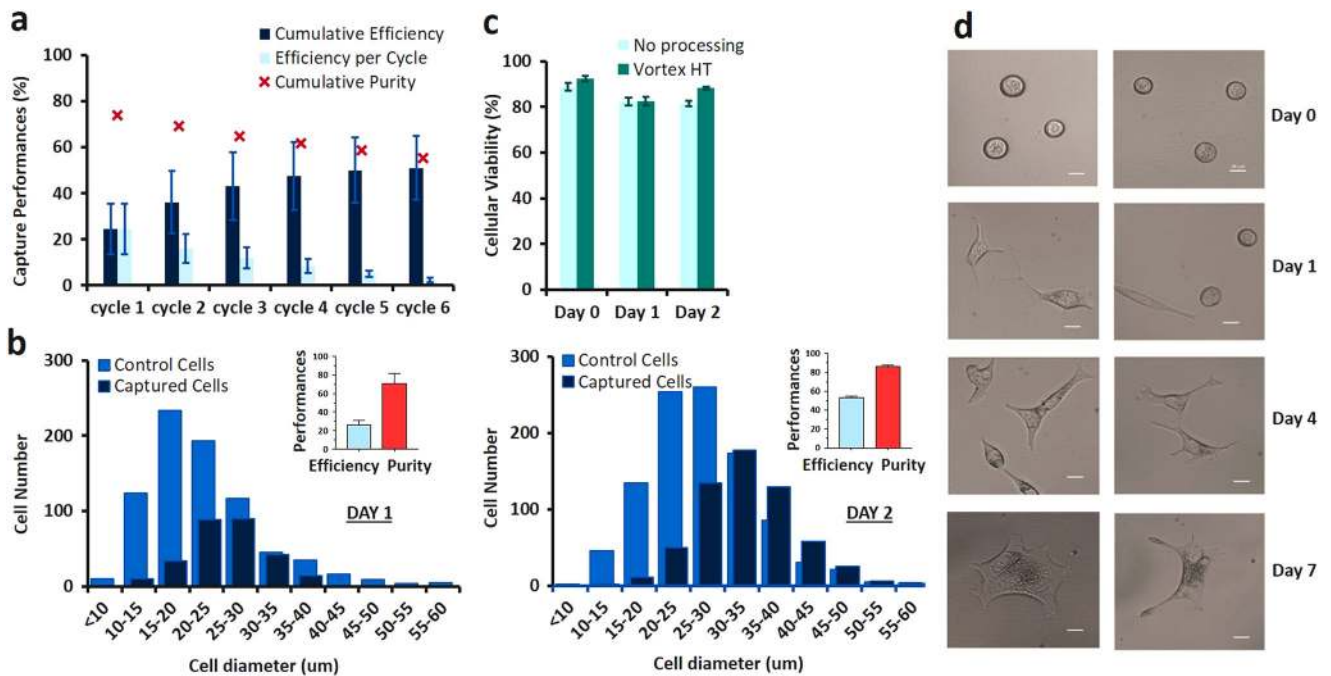 a
Cumulative Efficiency
Efficiency per Cycle
Cumulative Purity
Capture Performances (%)
100
80
60
40
20
0
cycle 1 cycle 2 cycle 3 cycle 4 cycle 5 cycle 6
c
No processing
Vortex HT
Cellular Viability (%)
100
80
60
40
20
0
Day 0 Day 1 Day 2
b
Control Cells
Captured Cells
Cell Number
300
200
100
0
<10 10-15 15-20 20-25 25-30 30-35 35-40 40-45 45-50 50-55 55-60
Cell diameter (um)
Performances
100
80
60
40
20
0
Efficiency Purity
DAY 1
Control Cells
Captured Cells
Cell Number
300
200
100
0
<10 10-15 15-20 20-25 25-30 30-35 35-40 40-45 45-50 50-55 55-60
Cell diameter (um)
Performances
100
80
60
40
20
0
Efficiency Purity
DAY 2
d
Day 0
Day 1
Day 4
Day 7